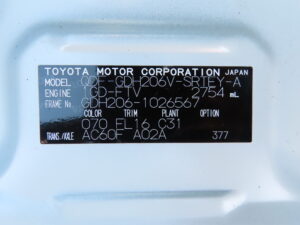 TOYOTA MOTOR CORPORATION JAPAN
MODEL QDF-GDH206V-SRTEY-A
ENGINE 1GD-FTV 2754 mL
FRAME NO. GDH206-1026567
COLOR TRIM PLANT OPTION
070 FL16 C31
TRANS./AXLE AC60F A02A 377